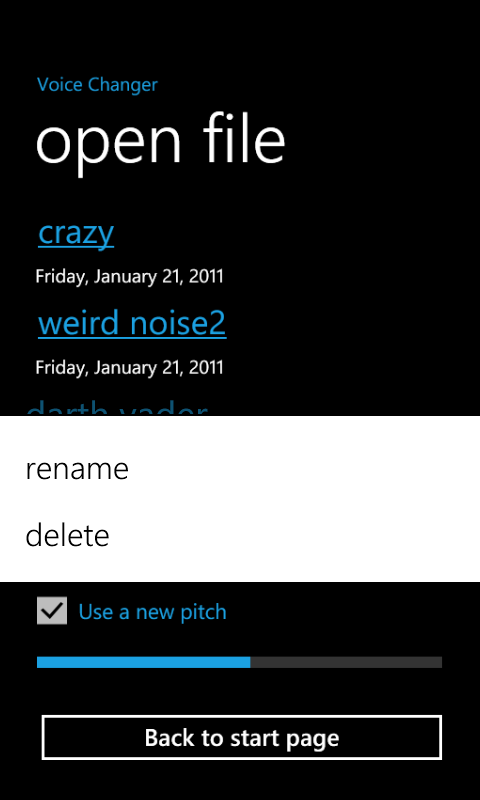 Voice Changer
open file
crazy
Friday, January 21, 2011
weird noise2
Friday, January 21, 2011
darth vader
rename
delete
Use a new pitch
Back to start page